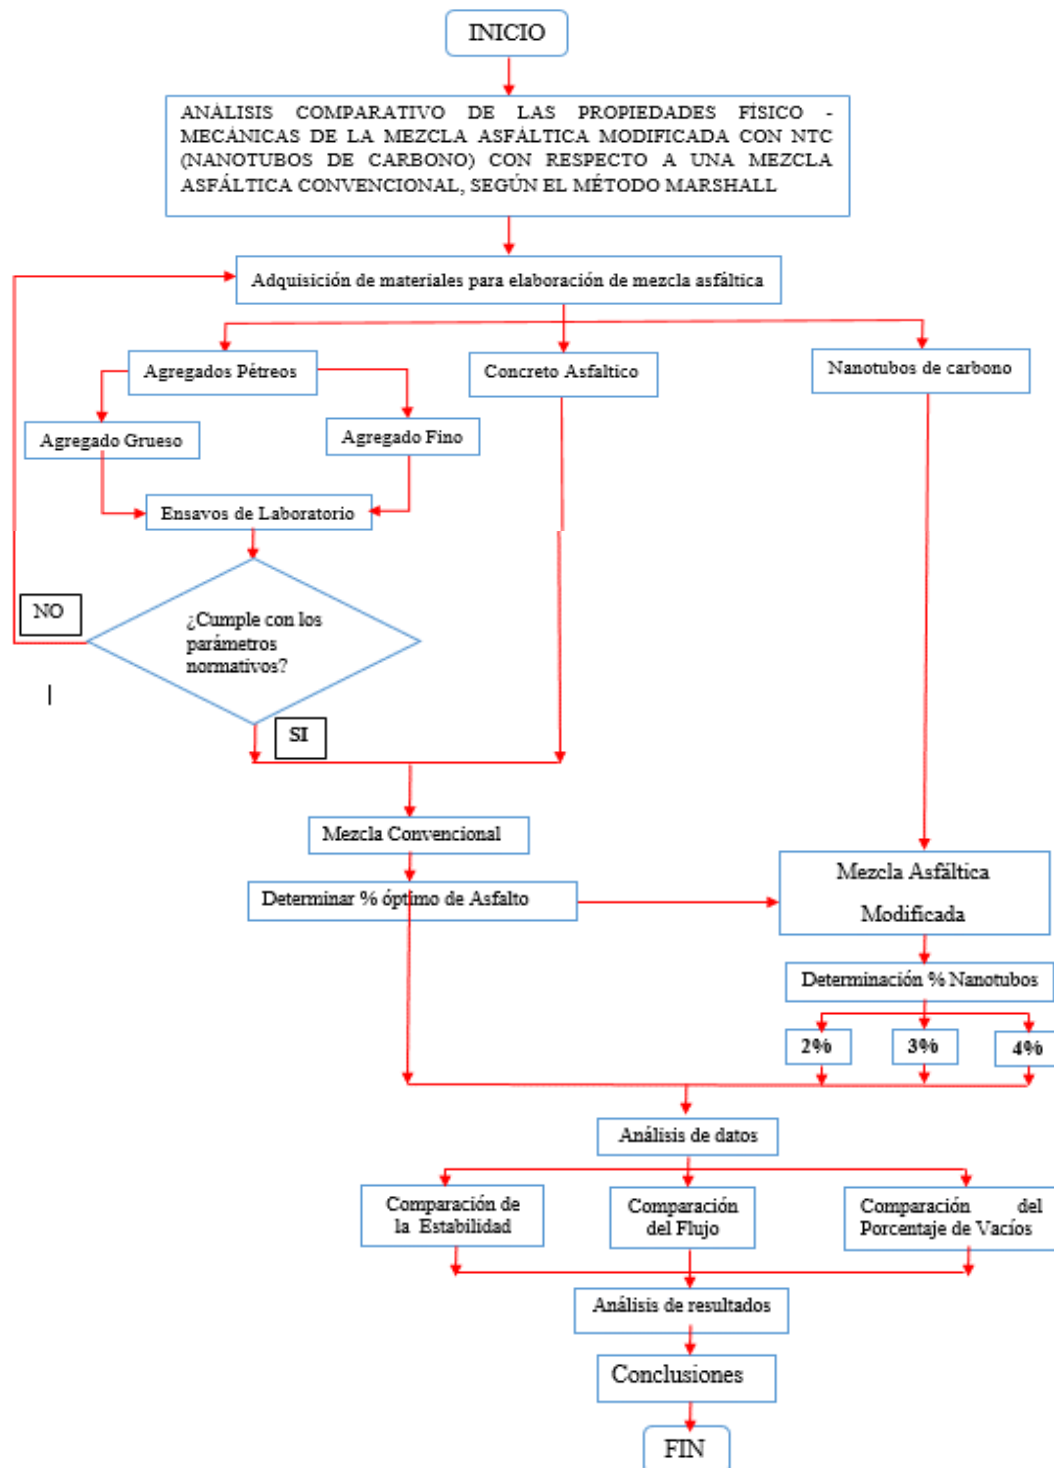 INICIO
ANÁLISIS COMPARATIVO DE LAS PROPIEDADES FÍSICO -
MECÁNICAS DE LA MEZCLA ASFÁLTICA MODIFICADA CON NTC
(NANOTUBOS DE CARBONO) CON RESPECTO A UNA MEZCLA
ASFÁLTICA CONVENCIONAL, SEGÚN EL MÉTODO MARSHALL
Adquisición de materiales para elaboración de mezcla asfáltica
Agregados Pétreos
Concreto Asfaltico
Nanotubos de carbono
Agregado Grueso
Agregado Fino
Ensavos de Laboratorio
NO
¿Cumple con los
parámetros
normativos?
SI
Mezcla Convencional
Determinar % óptimo de Asfalto
Mezcla Asfáltica
Modificada
Determinación % Nanotubos
2%
3%
4%
Análisis de datos
Comparación de
la Estabilidad
Comparación
del Flujo
Comparación del
Porcentaje de Vacíos
Análisis de resultados
Conclusiones
FIN